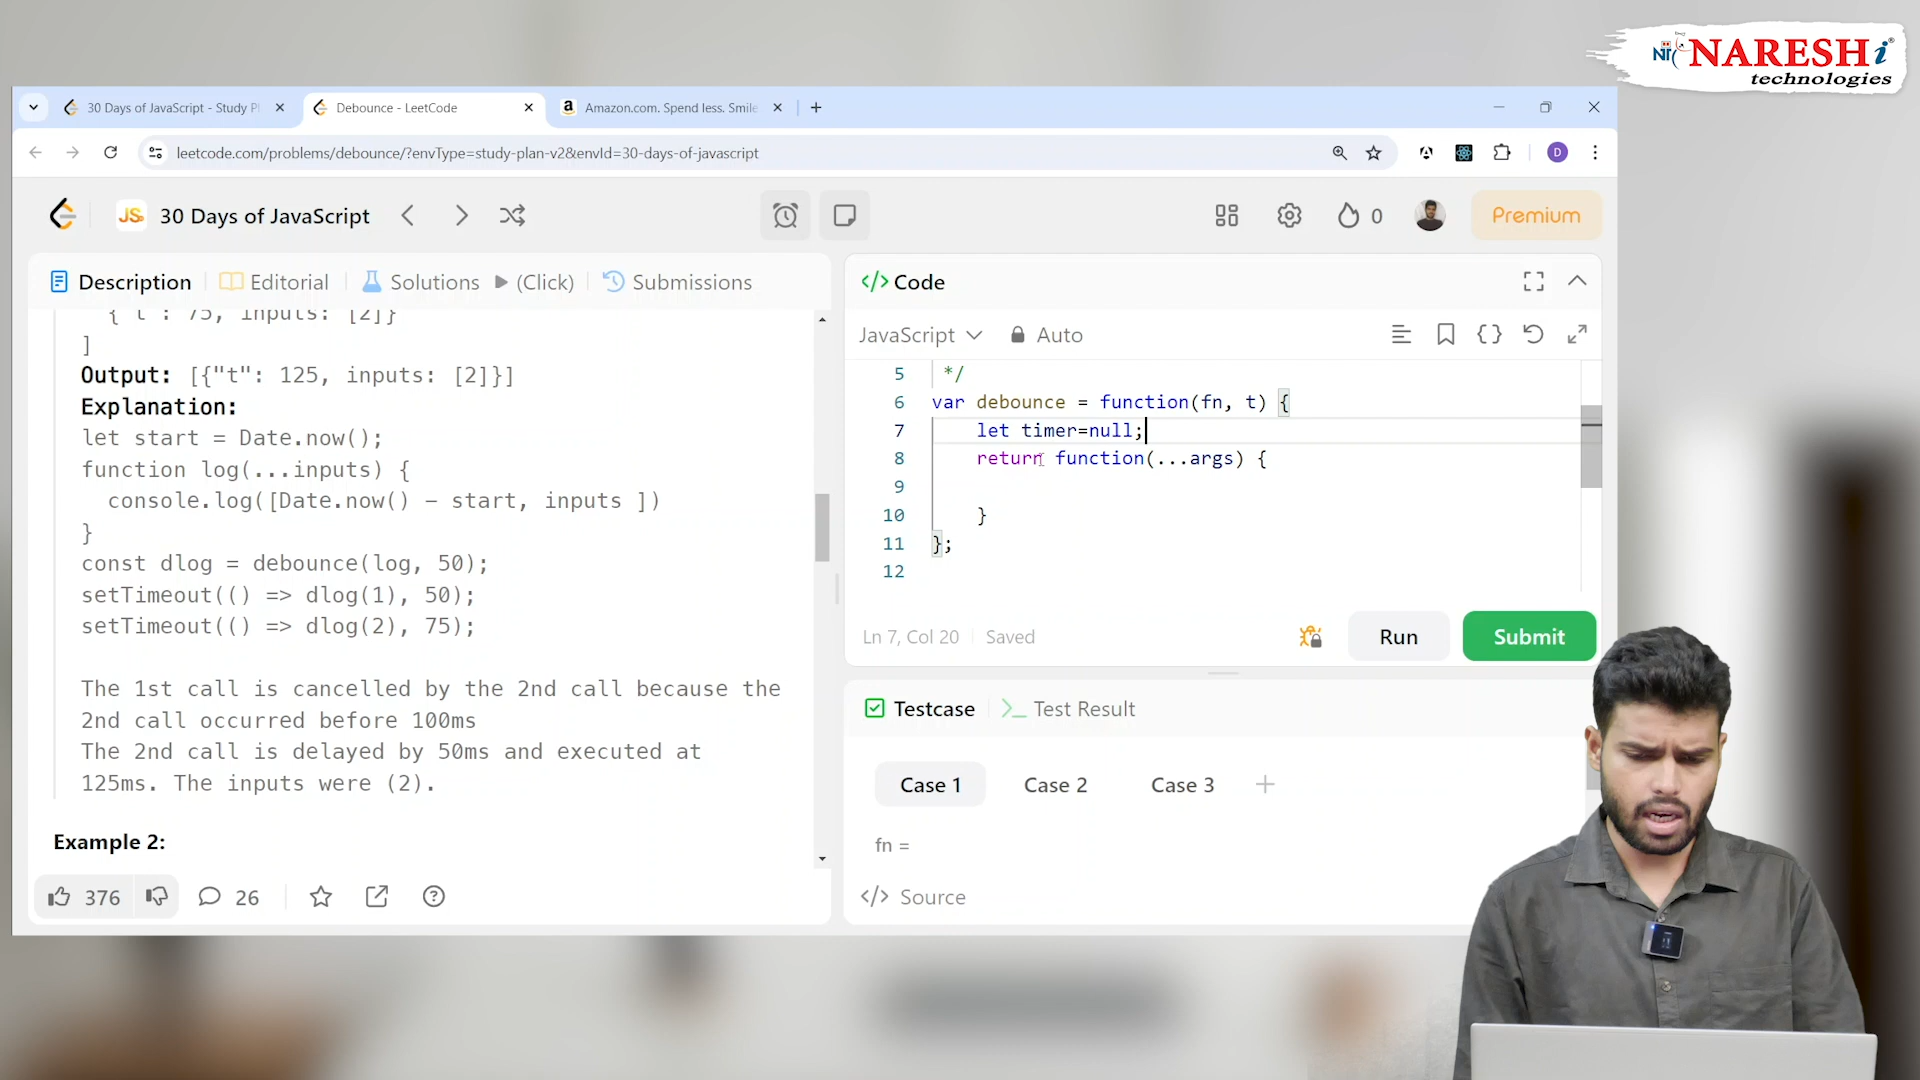 NARESH i
technologies
30 Days of JavaScript - Study Pl
Debounce - LeetCode
Amazon.com. Spend less. Smile
leetcode.com/problems/debounce/?envType=study-plan-v2&envId=30-days-of-javascript
D
JS 30 Days of JavaScript
0
Premium
Description
Editorial
Solutions
(Click)
Submissions
{"t": 75, inputs: [2]}
]
Output: [{"t": 125, inputs: [2]}]
Explanation:
let start = Date.now();
function log(...inputs) {
console.log([Date.now() - start, inputs ])
}
const dlog = debounce(log, 50);
setTimeout(() => dlog(1), 50);
setTimeout(() => dlog(2), 75);
The 1st call is cancelled by the 2nd call because the
2nd call occurred before 100ms
The 2nd call is delayed by 50ms and executed at
125ms. The inputs were (2).
Example 2:
376
26
</> Code
JavaScript
Auto
5 */
6 var debounce = function(fn, t) {
7 let timer=null;
8 return function(...args) {
9
10 }
11 };
12
Ln 7, Col 20
Saved
Run
Submit
Testcase
Test Result
Case 1
Case 2
Case 3
fn =
</> Source